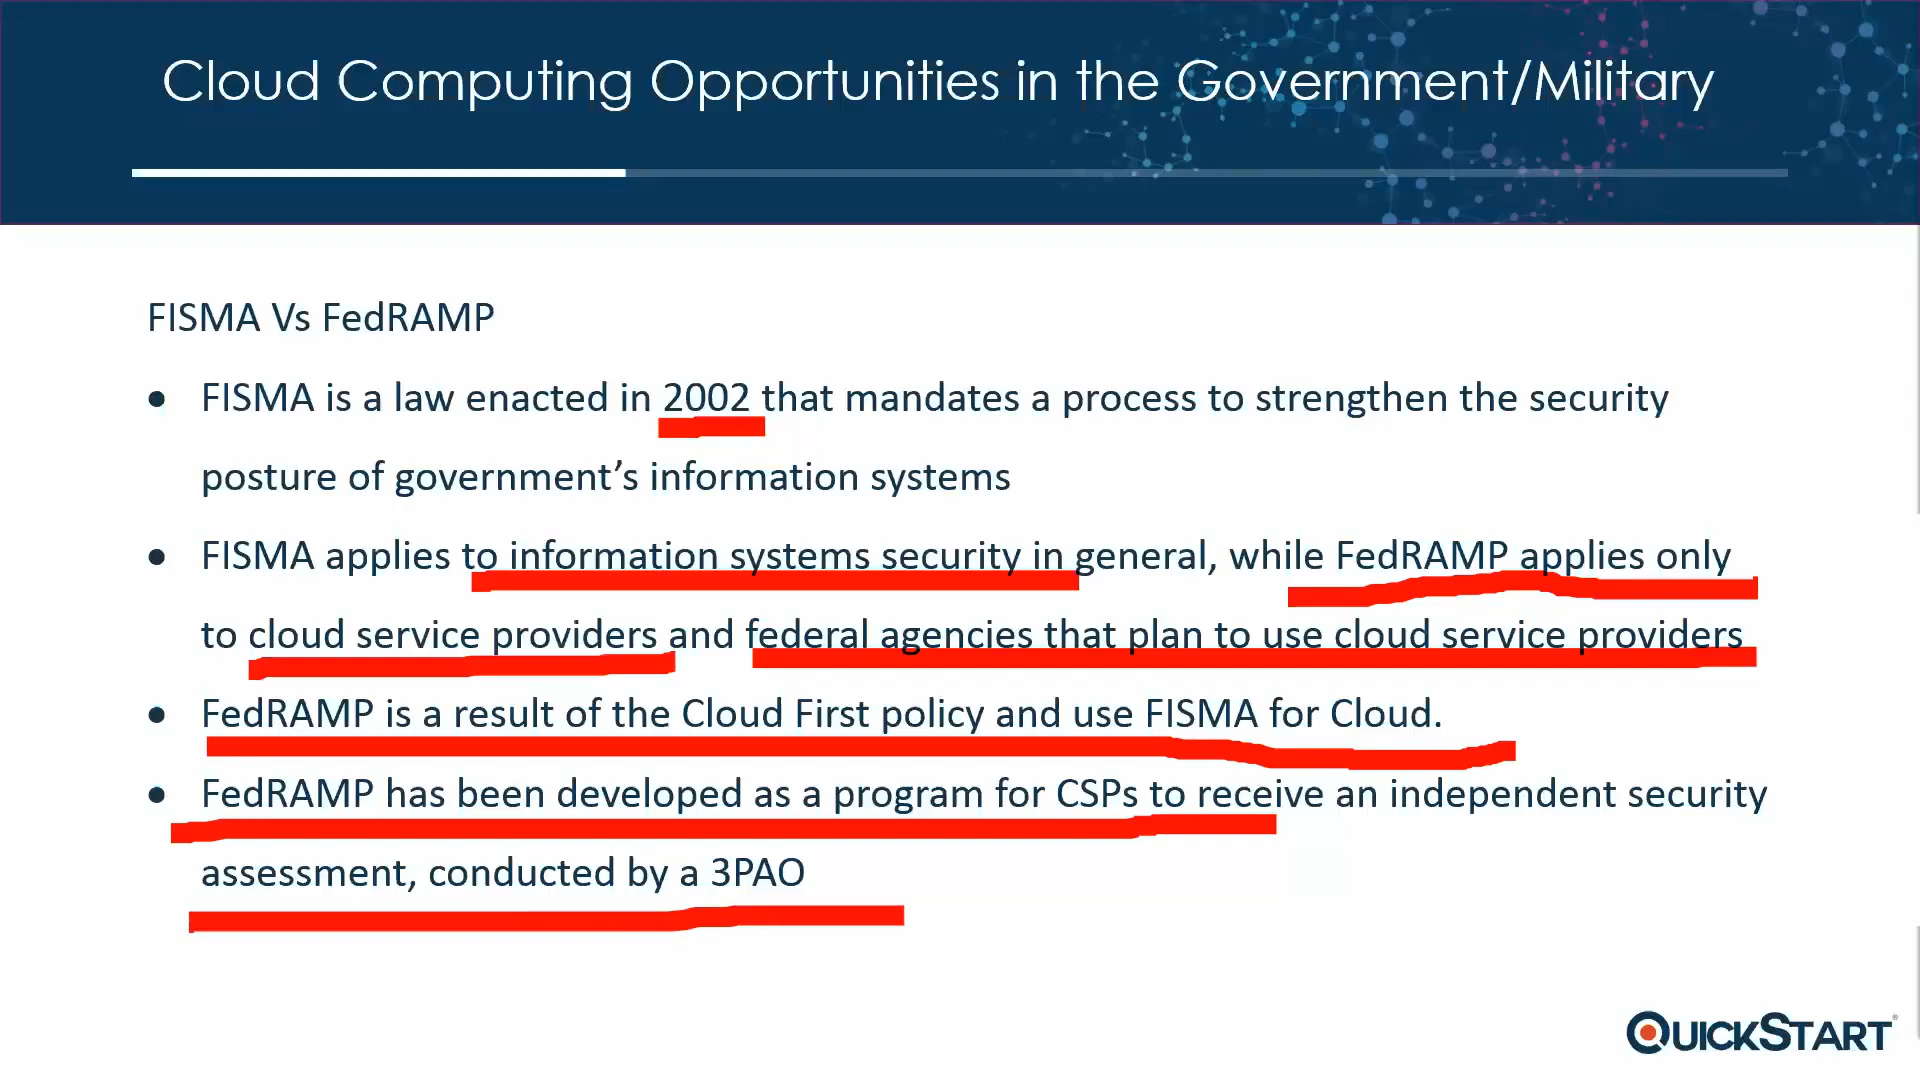 Cloud Computing Opportunities in the Government/Military
FISMA Vs FedRAMP
• FISMA is a law enacted in 2002 that mandates a process to strengthen the security
posture of government’s information systems
• FISMA applies to information systems security in general, while FedRAMP applies only
to cloud service providers and federal agencies that plan to use cloud service providers
• FedRAMP is a result of the Cloud First policy and use FISMA for Cloud.
• FedRAMP has been developed as a program for CSPs to receive an independent security
assessment, conducted by a 3PAO
QUICKSTART®